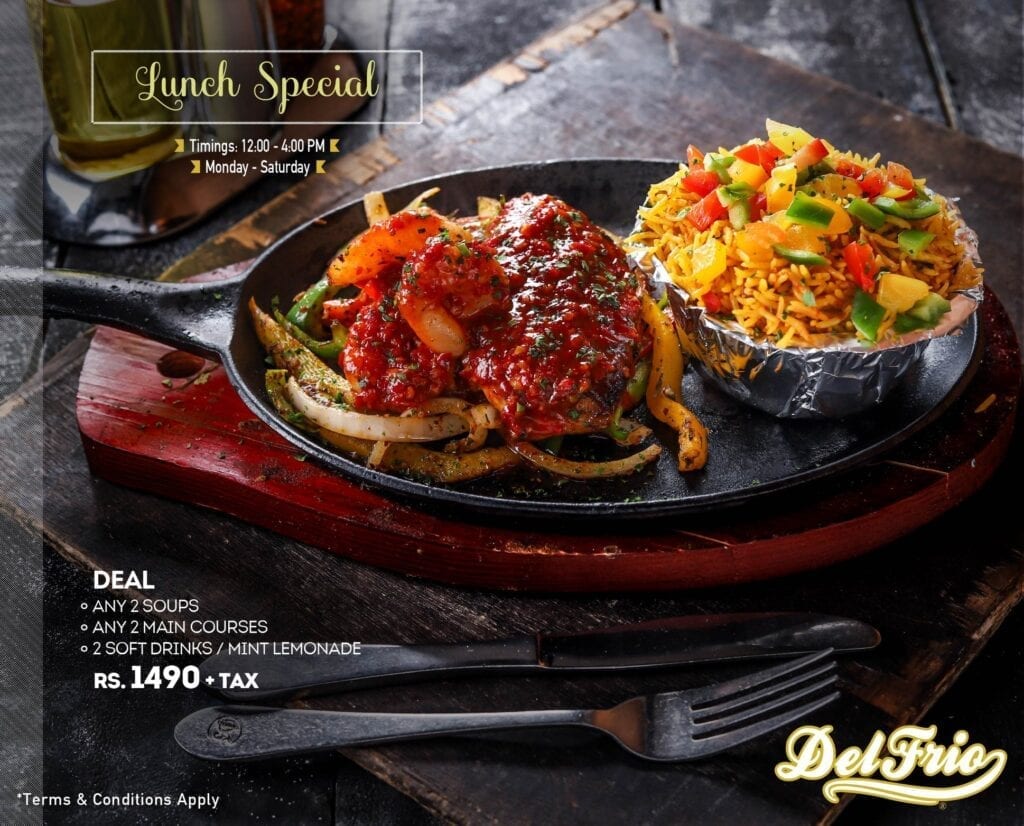 Lunch Special
Timings: 12:00 - 4:00 PM
Monday - Saturday
DEAL
ANY 2 SOUPS
ANY 2 MAIN COURSES
2 SOFT DRINKS / MINT LEMONADE
RS. 1490 + TAX
DelFrio
®
*Terms & Conditions Apply